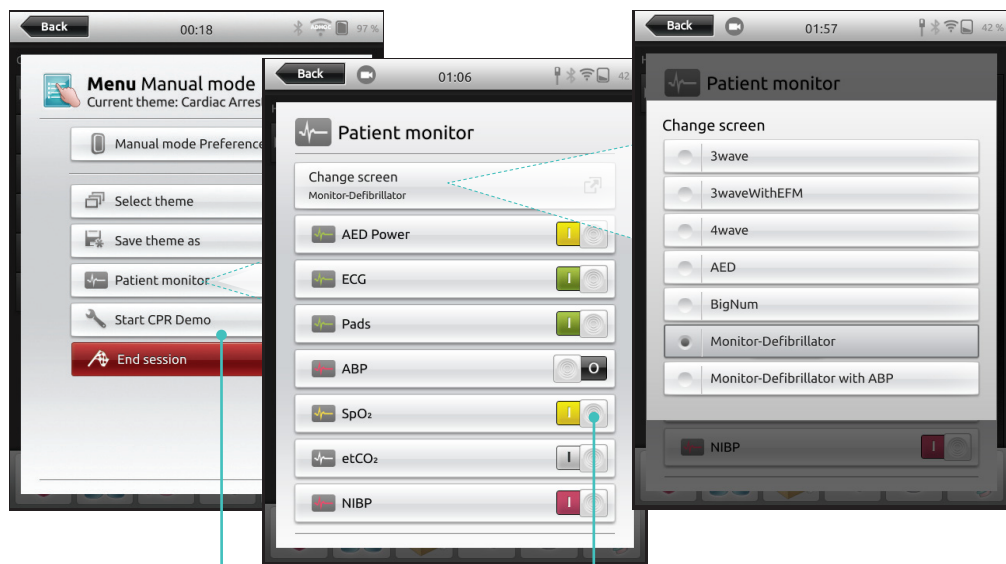 Back
00:18
97 %
Menu Manual mode
Current theme: Cardiac Arres
Manual mode Preference
Select theme
Save theme as
Patient monitor
Start CPR Demo
End session
Back
01:06
42
Patient monitor
Change screen
Monitor-Defibrillator
AED Power
I
ECG
I
Pads
I
ABP
O
SpO₂
I
etCO₂
I
NIBP
I
Back
01:57
42 %
Patient monitor
Change screen
3wave
3waveWithEFM
4wave
AED
BigNum
Monitor-Defibrillator
Monitor-Defibrillator with ABP
NIBP
I